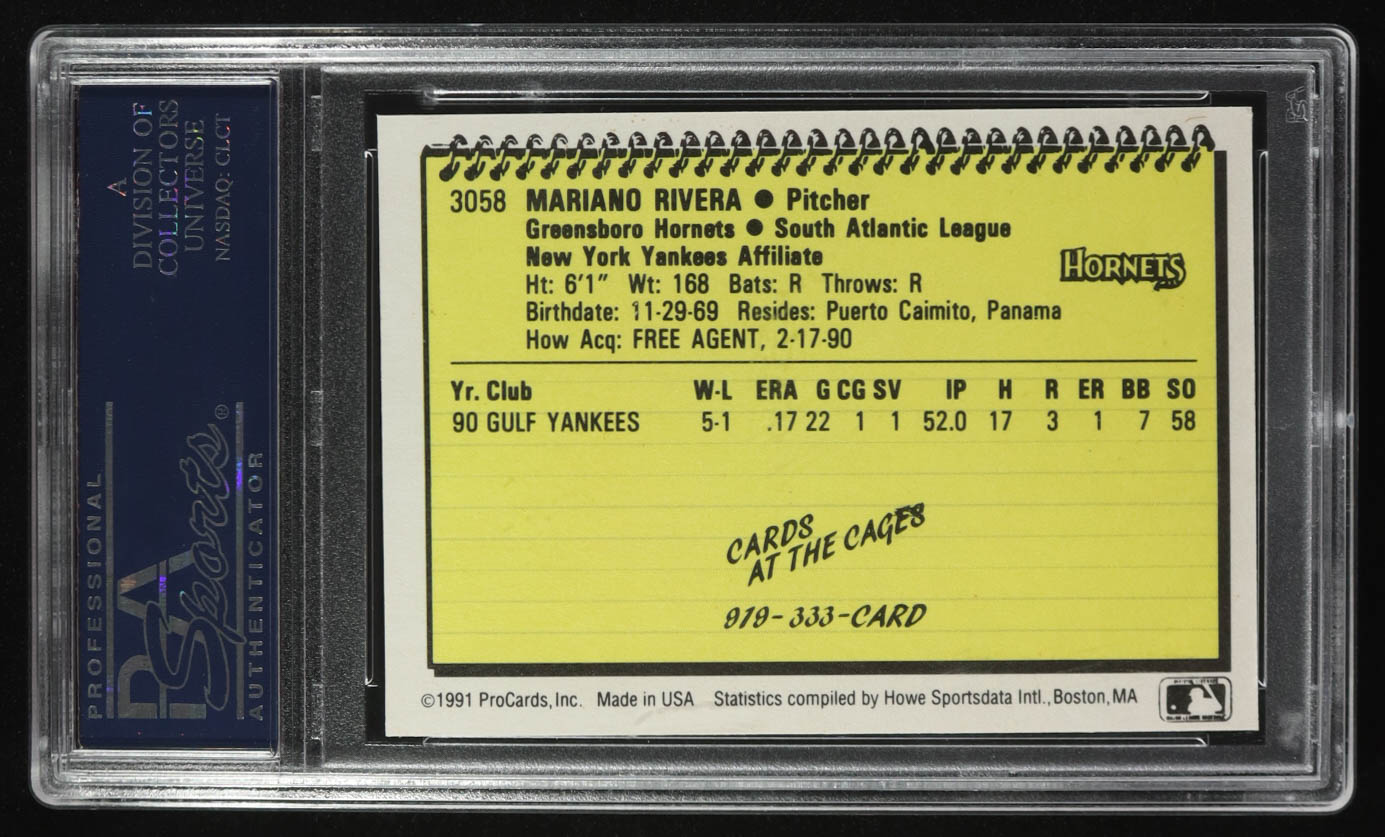 A
DIVISION OF
COLLECTORS
UNIVERSE
NASDAQ: CLCT
PROFESSIONAL
PSA
Sports®
AUTHENTICATOR
3058 MARIANO RIVERA ● Pitcher
Greensboro Hornets ● South Atlantic League
New York Yankees Affiliate
HORNETS
Ht: 6'1" Wt: 168 Bats: R Throws: R
Birthdate: 11-29-69 Resides: Puerto Caimito, Panama
How Acq: FREE AGENT, 2-17-90
Yr. Club W-L ERA G CG SV IP H R ER BB SO
90 GULF YANKEES 5-1 .17 22 1 1 52.0 17 3 1 7 58
CARDS
AT THE CAGES
919-333-CARD
©1991 ProCards, Inc. Made in USA Statistics compiled by Howe Sportsdata Intl., Boston, MA